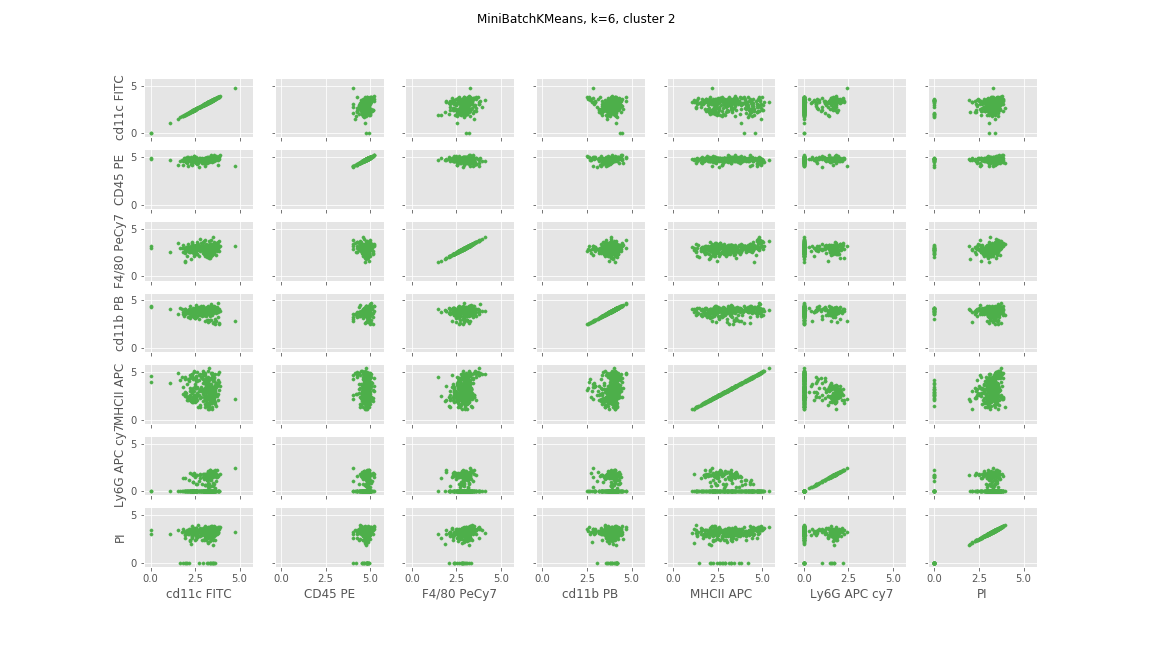 MiniBatchKMeans, k=6, cluster 2
cd11c FITC
5
0
CD45 PE
5
0
F4/80 PeCy7
5
0
cd11b PB
5
0
MHCII APC
5
0
Ly6G APC cy7
5
0
PI
5
0
0.0 2.5 5.0 0.0 2.5 5.0 0.0 2.5 5.0 0.0 2.5 5.0 0.0 2.5 5.0 0.0 2.5 5.0 0.0 2.5 5.0
cd11c FITC CD45 PE F4/80 PeCy7 cd11b PB MHCII APC Ly6G APC cy7 PI